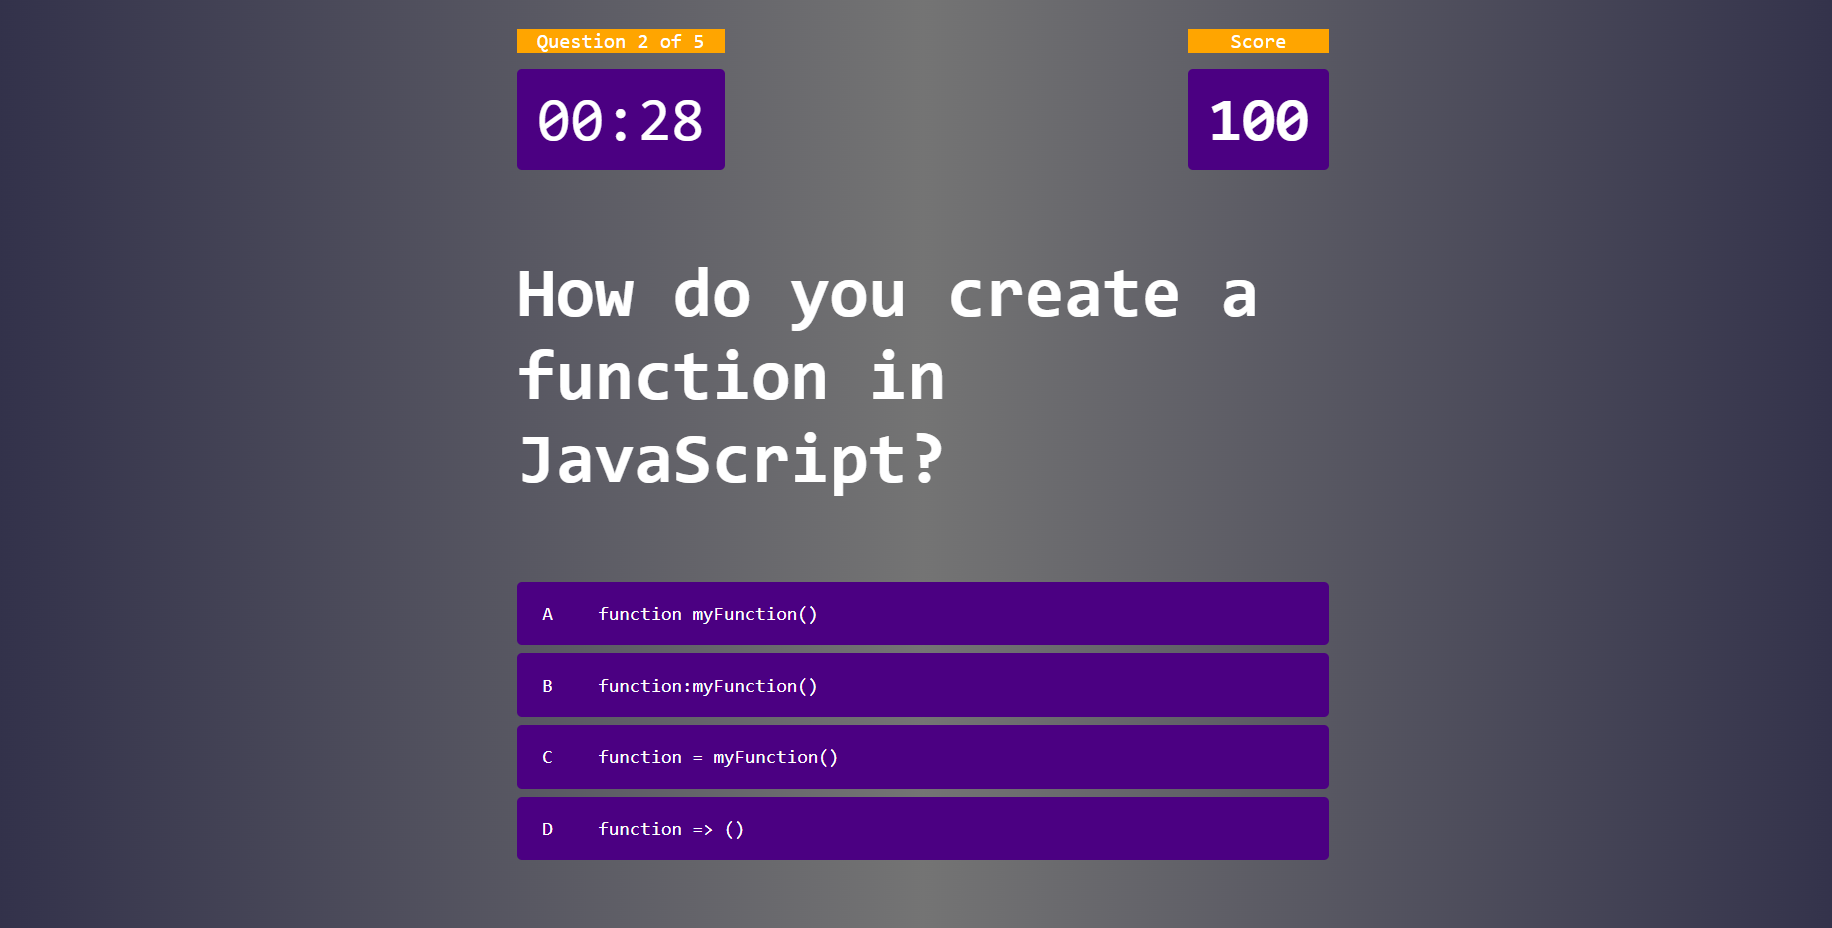 Question 2 of 5
Score
00:28
100
How do you create a
function in
JavaScript?
A function myFunction()
B function:myFunction()
C function = myFunction()
D function => ()